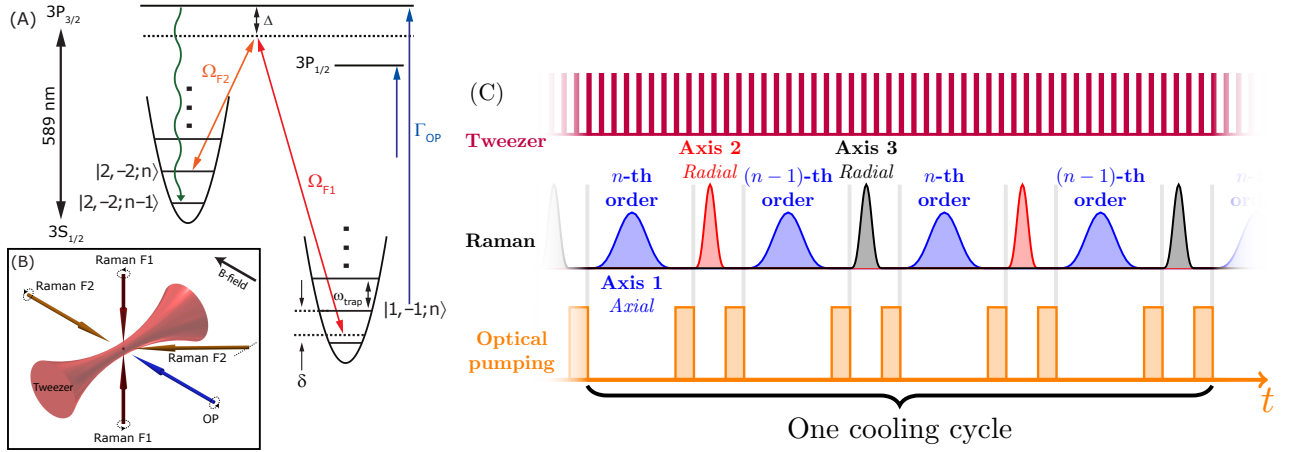 (A)
3P3/2
Δ
3P1/2
589 nm
ΩF2
ΓOP
ΩF1
|2,−2;n⟩
|2,−2;n−1⟩
3S1/2
ωtrap
|1,−1;n⟩
δ
(B)
Raman F1
B-field
Raman F2
Raman F2
Tweezer
OP
Raman F1
(C)
Tweezer
Axis 2
Radial
Axis 3
Radial
n-th
order
(n − 1)-th
order
n-th
order
(n − 1)-th
order
Raman
Axis 1
Axial
Optical
pumping
t
One cooling cycle